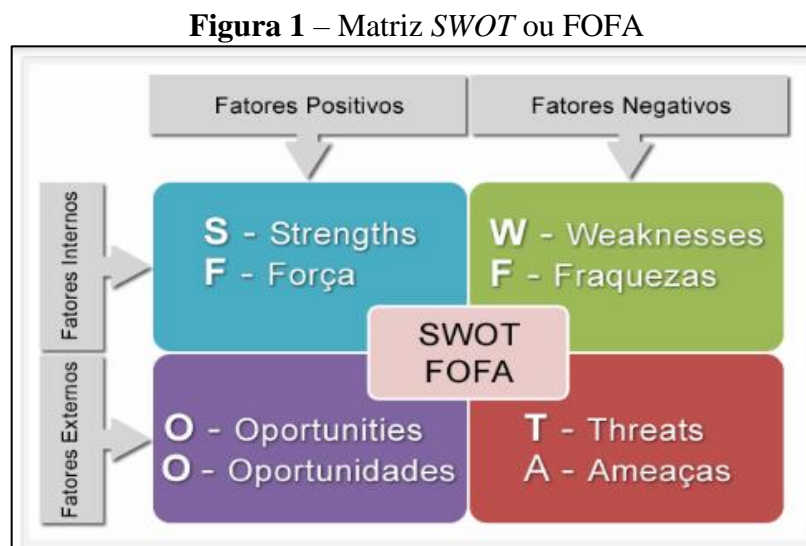 Figura 1 – Matriz SWOT ou FOFA
Fatores Positivos
Fatores Negativos
Fatores Internos
S - Strengths
F - Força
W - Weaknesses
F - Fraquezas
SWOT
FOFA
Fatores Externos
O - Oportunities
O - Oportunidades
T - Threats
A - Ameaças